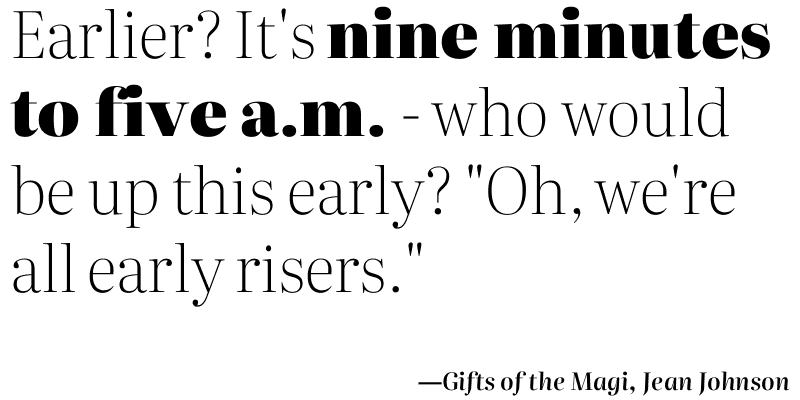 Earlier? It's nine minutes
to five a.m. - who would
be up this early? "Oh, we're
all early risers."
—Gifts of the Magi, Jean Johnson